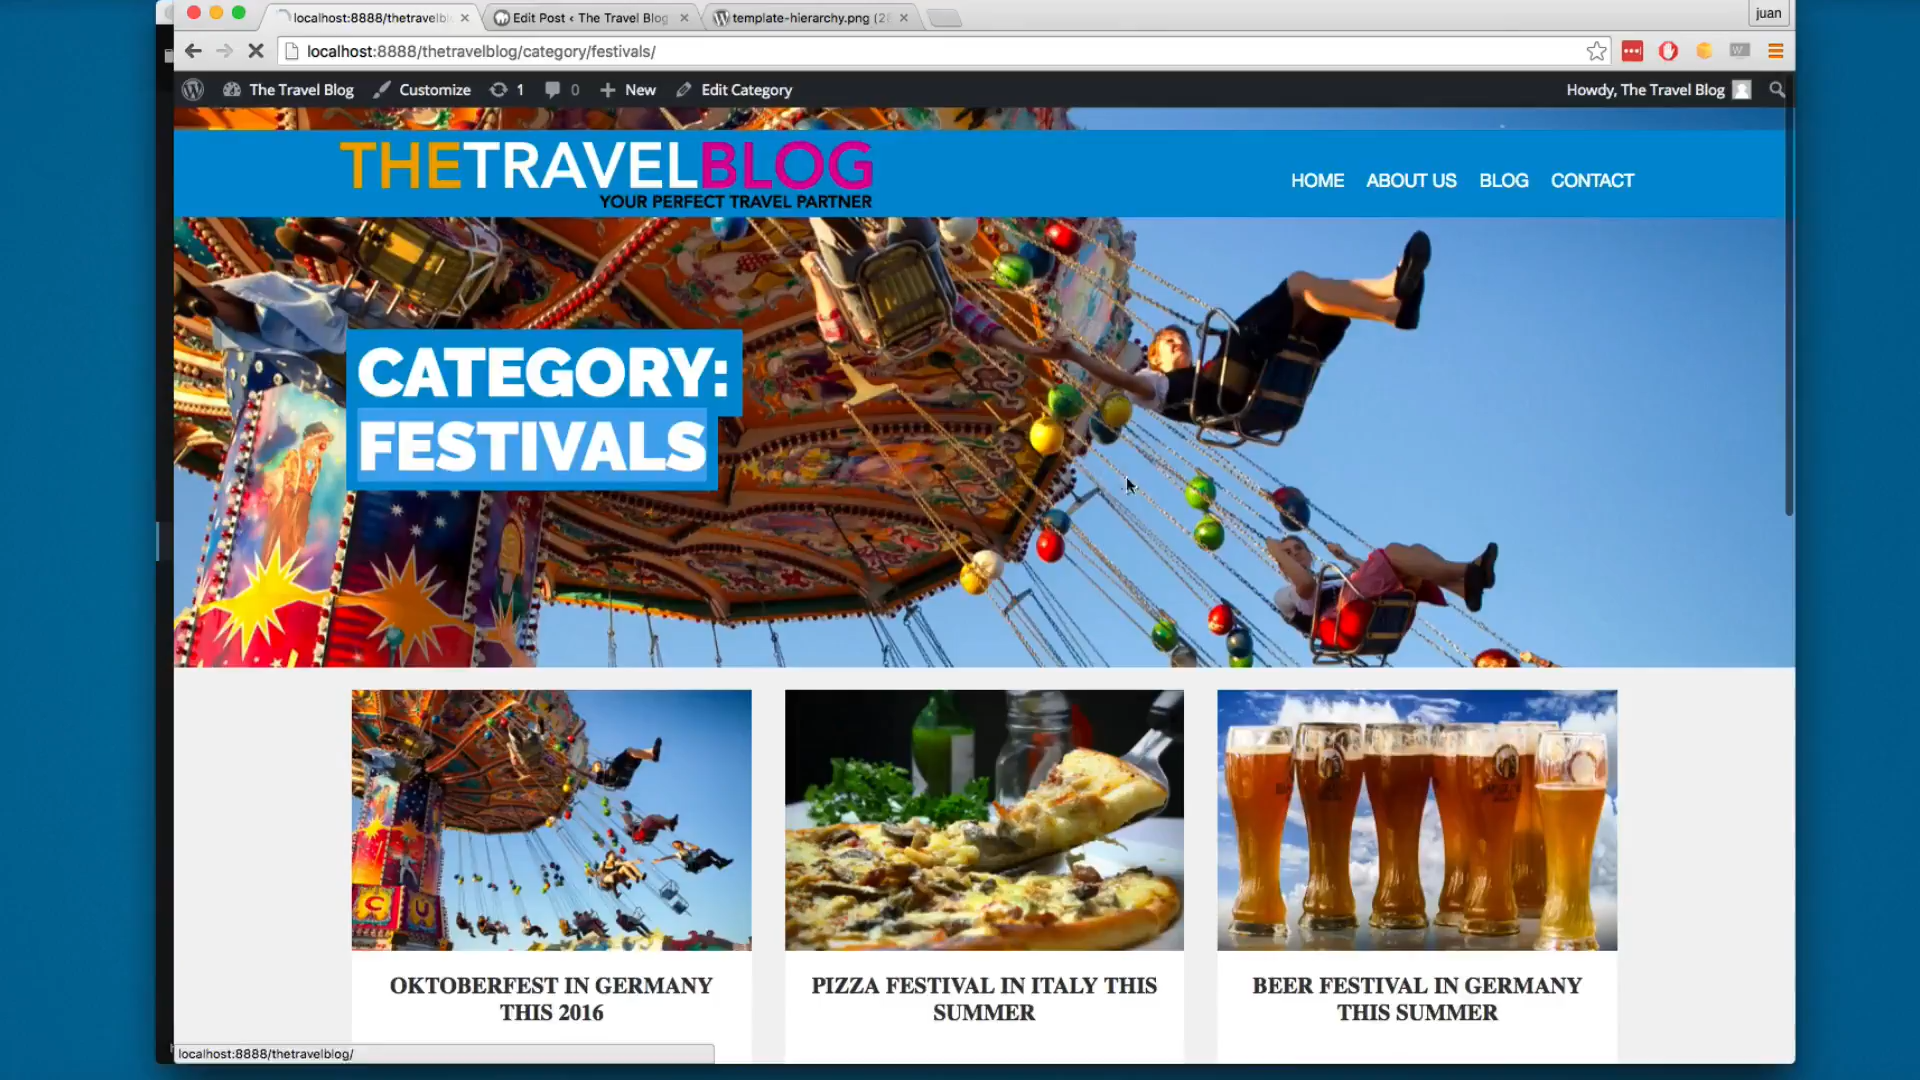 localhost:8888/thetravelbl
Edit Post ‹ The Travel Blog
template-hierarchy.png (2
juan
localhost:8888/thetravelblog/category/festivals/
The Travel Blog
Customize
1
0
New
Edit Category
Howdy, The Travel Blog
THETRAVELBLOG
YOUR PERFECT TRAVEL PARTNER
HOME
ABOUT US
BLOG
CONTACT
CATEGORY:
FESTIVALS
C U
OKTOBERFEST IN GERMANY
THIS 2016
PIZZA FESTIVAL IN ITALY THIS
SUMMER
BEER FESTIVAL IN GERMANY
THIS SUMMER
localhost:8888/thetravelblog/